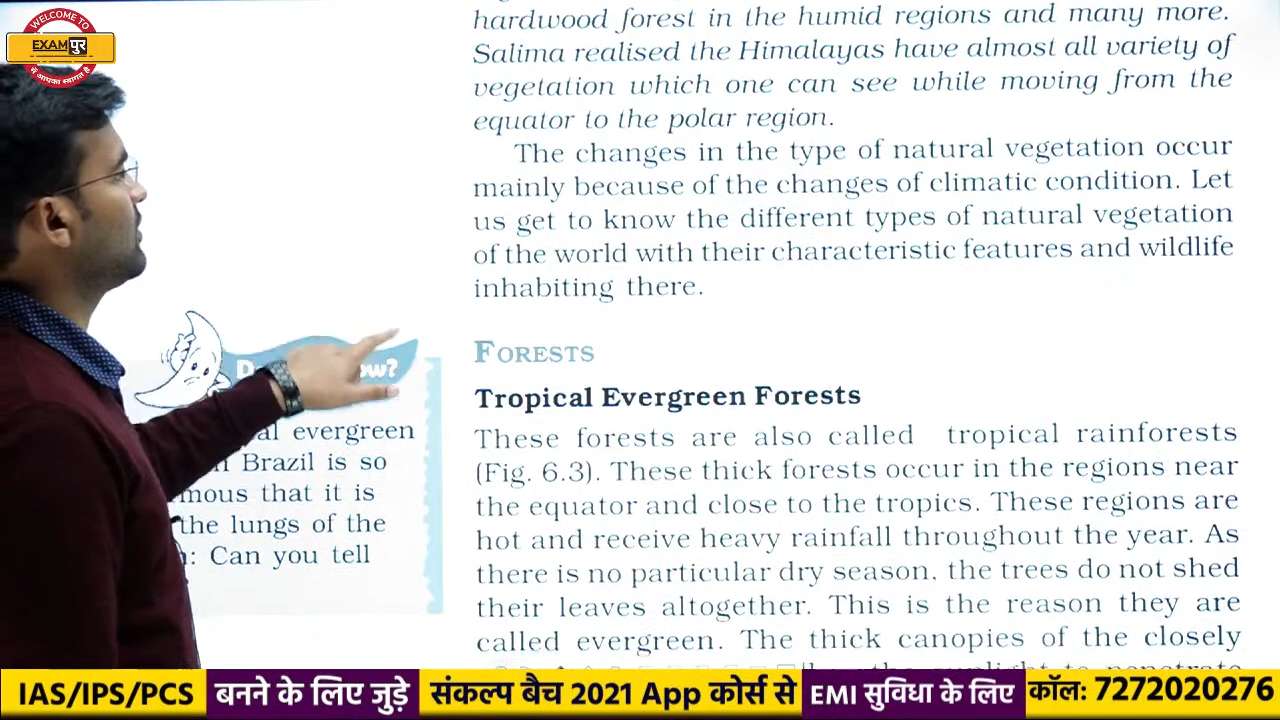 WELCOME TO
EXAMपुर
में आपका स्वागत है
hardwood forest in the humid regions and many more.
Salima realised the Himalayas have almost all variety of
vegetation which one can see while moving from the
equator to the polar region.
The changes in the type of natural vegetation occur
mainly because of the changes of climatic condition. Let
us get to know the different types of natural vegetation
of the world with their characteristic features and wildlife
inhabiting there.
FORESTS
Tropical Evergreen Forests
These forests are also called tropical rainforests
(Fig. 6.3). These thick forests occur in the regions near
the equator and close to the tropics. These regions are
hot and receive heavy rainfall throughout the year. As
there is no particular dry season, the trees do not shed
their leaves altogether. This is the reason they are
called evergreen. The thick canopies of the closely
evergreen
Brazil is so
that it is
the lungs of the
Can you tell
IAS/IPS/PCS बनने के लिए जुड़े संकल्प बैच 2021 App कोर्स से EMI सुविधा के लिए कॉल: 7272020276